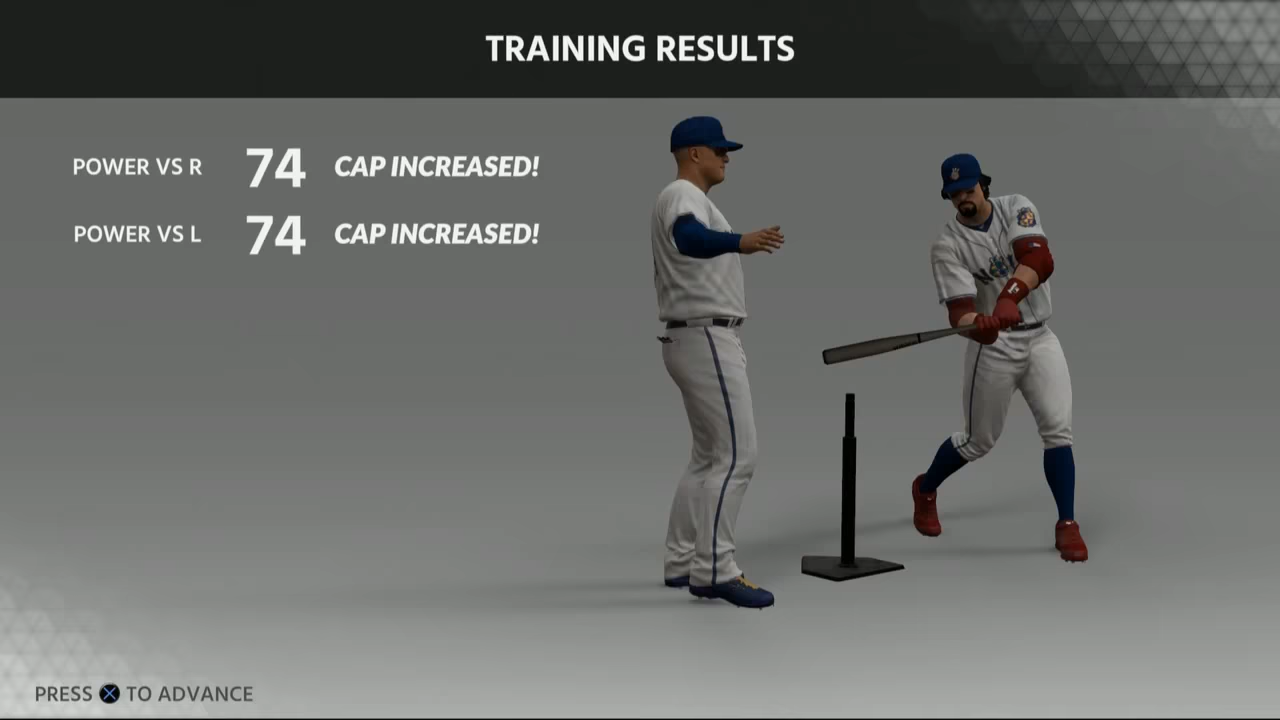 TRAINING RESULTS
POWER VS R 74 CAP INCREASED!
POWER VS L 74 CAP INCREASED!
PRESS TO ADVANCE